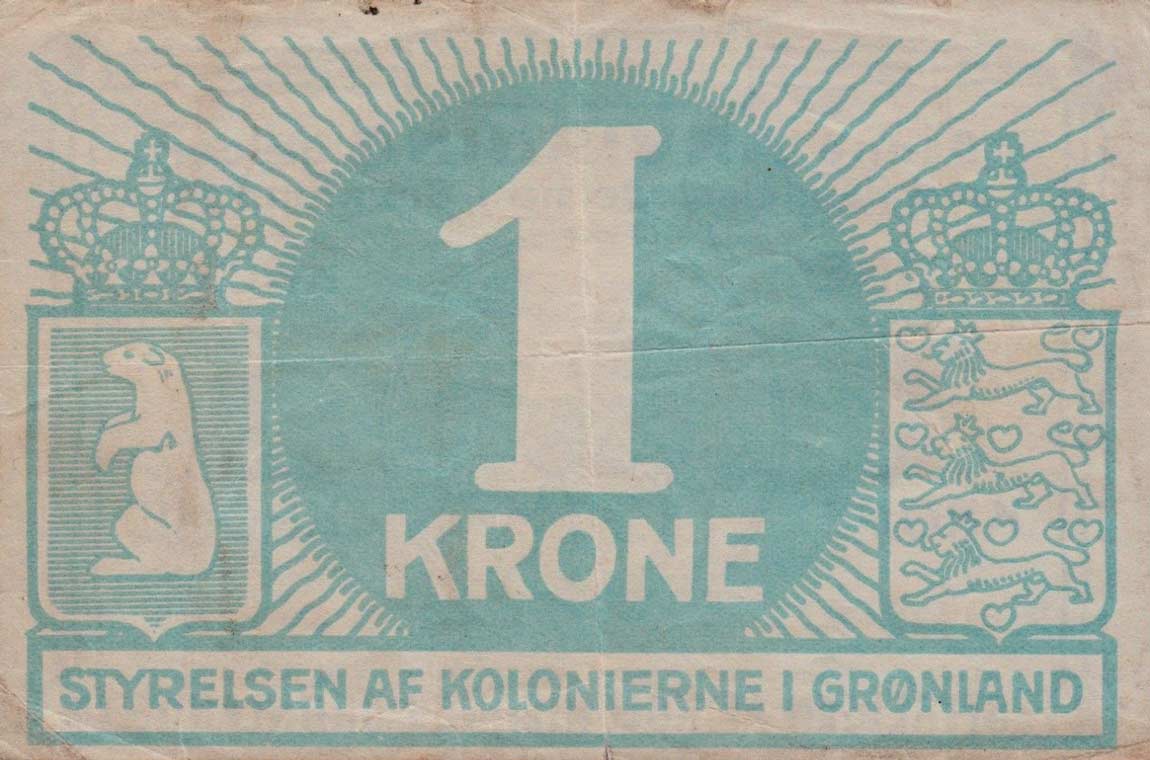 1
KRONE
STYRELSEN AF KOLONIERNE I GRØNLAND